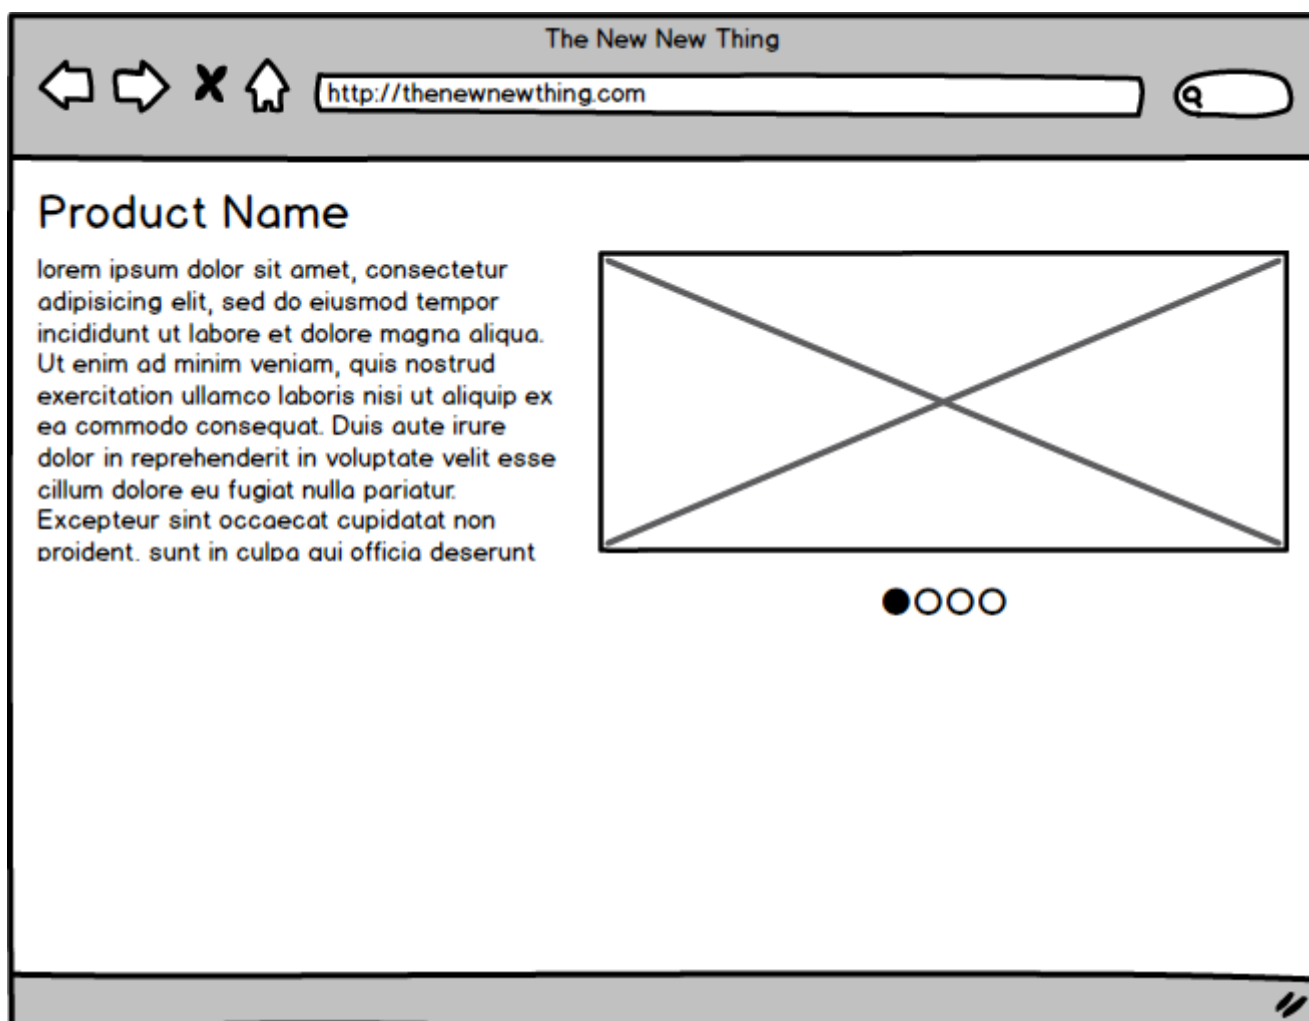 The New New Thing
http://thenewnewthing.com
Product Name
lorem ipsum dolor sit amet, consectetur
adipisicing elit, sed do eiusmod tempor
incididunt ut labore et dolore magna aliqua.
Ut enim ad minim veniam, quis nostrud
exercitation ullamco laboris nisi ut aliquip ex
ea commodo consequat. Duis aute irure
dolor in reprehenderit in voluptate velit esse
cillum dolore eu fugiat nulla pariatur.
Excepteur sint occaecat cupidatat non
proident, sunt in culpa qui officia deserunt